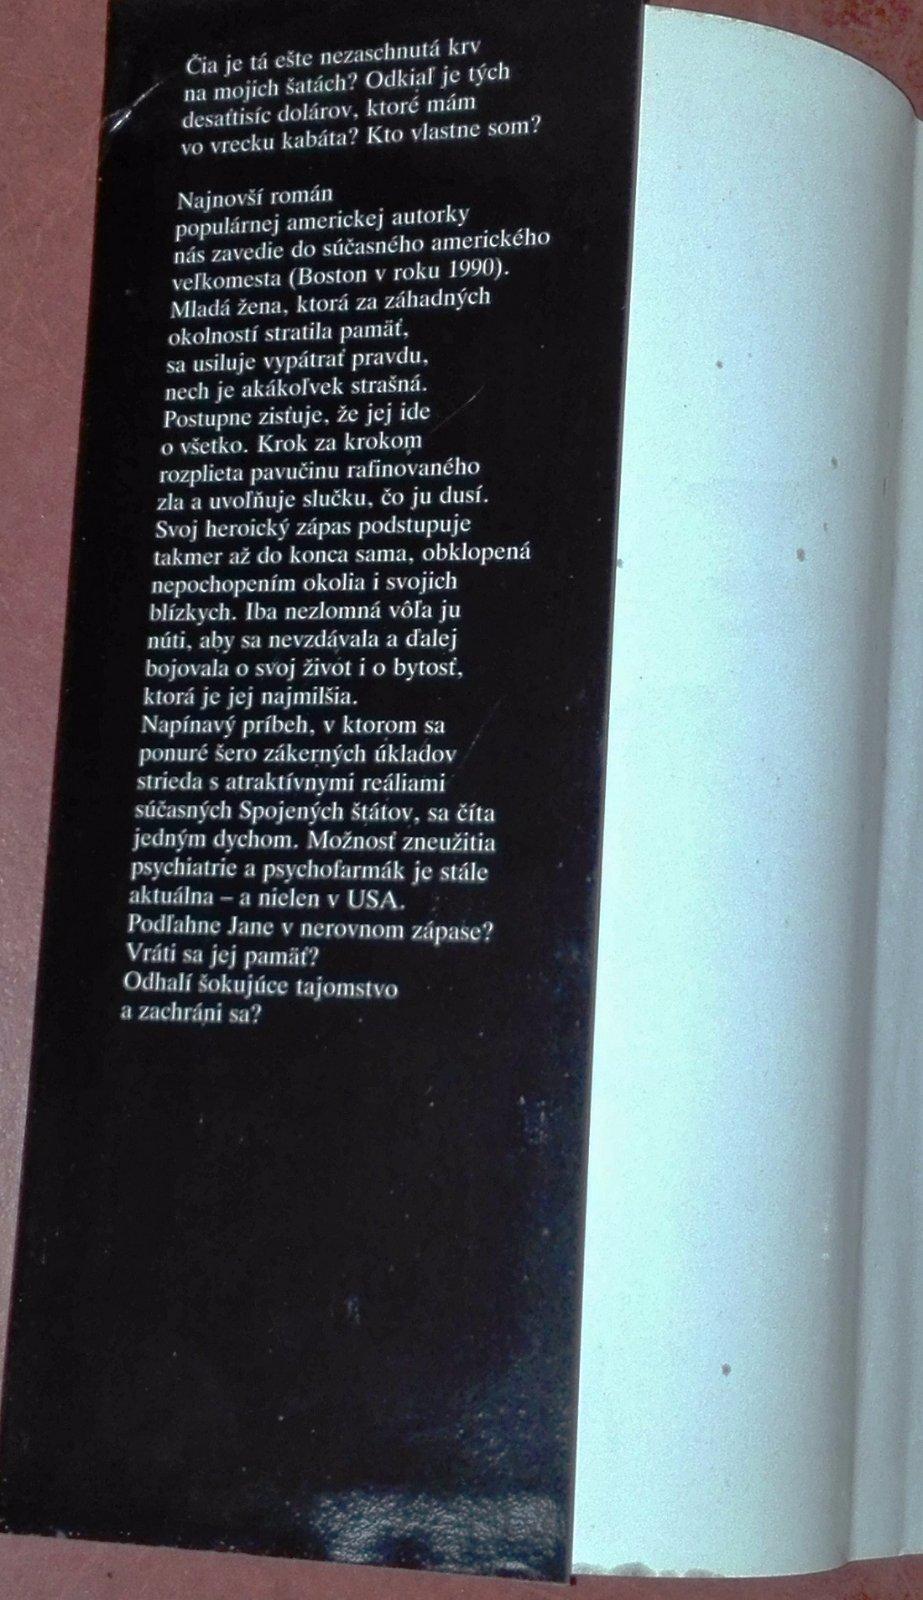 Čia je tá ešte nezaschnutá krv
na mojich šatách? Odkiaľ je tých
desaťtisíc dolárov, ktoré mám
vo vrecku kabáta? Kto vlastne som?
Najnovší román
populárnej americkej autorky
nás zavedie do súčasného amerického
veľkomesta (Boston v roku 1990).
Mladá žena, ktorá za záhadných
okolností stratila pamäť,
sa usiluje vypátrať pravdu,
nech je akákoľvek strašná.
Postupne zisťuje, že jej ide
o všetko. Krok za krokom
rozplieta pavučinu rafinovaného
zla a uvoľňuje slučku, čo ju dusí.
Svoj heroický zápas podstupuje
takmer až do konca sama, obklopená
nepochopením okolia i svojich
blízkych. Iba nezlomná vôľa ju
núti, aby sa nevzdávala a ďalej
bojovala o svoj život i o bytosť,
ktorá je jej najmilšia.
Napínavý príbeh, v ktorom sa
ponuré šero zákerných úkladov
strieda s atraktívnymi reáliami
súčasných Spojených štátov, sa číta
jedným dychom. Možnosť zneužitia
psychiatrie a psychofarmák je stále
aktuálna – a nielen v USA.
Podľahne Jane v nerovnom zápase?
Vráti sa jej pamäť?
Odhalí šokujúce tajomstvo
a zachráni sa?